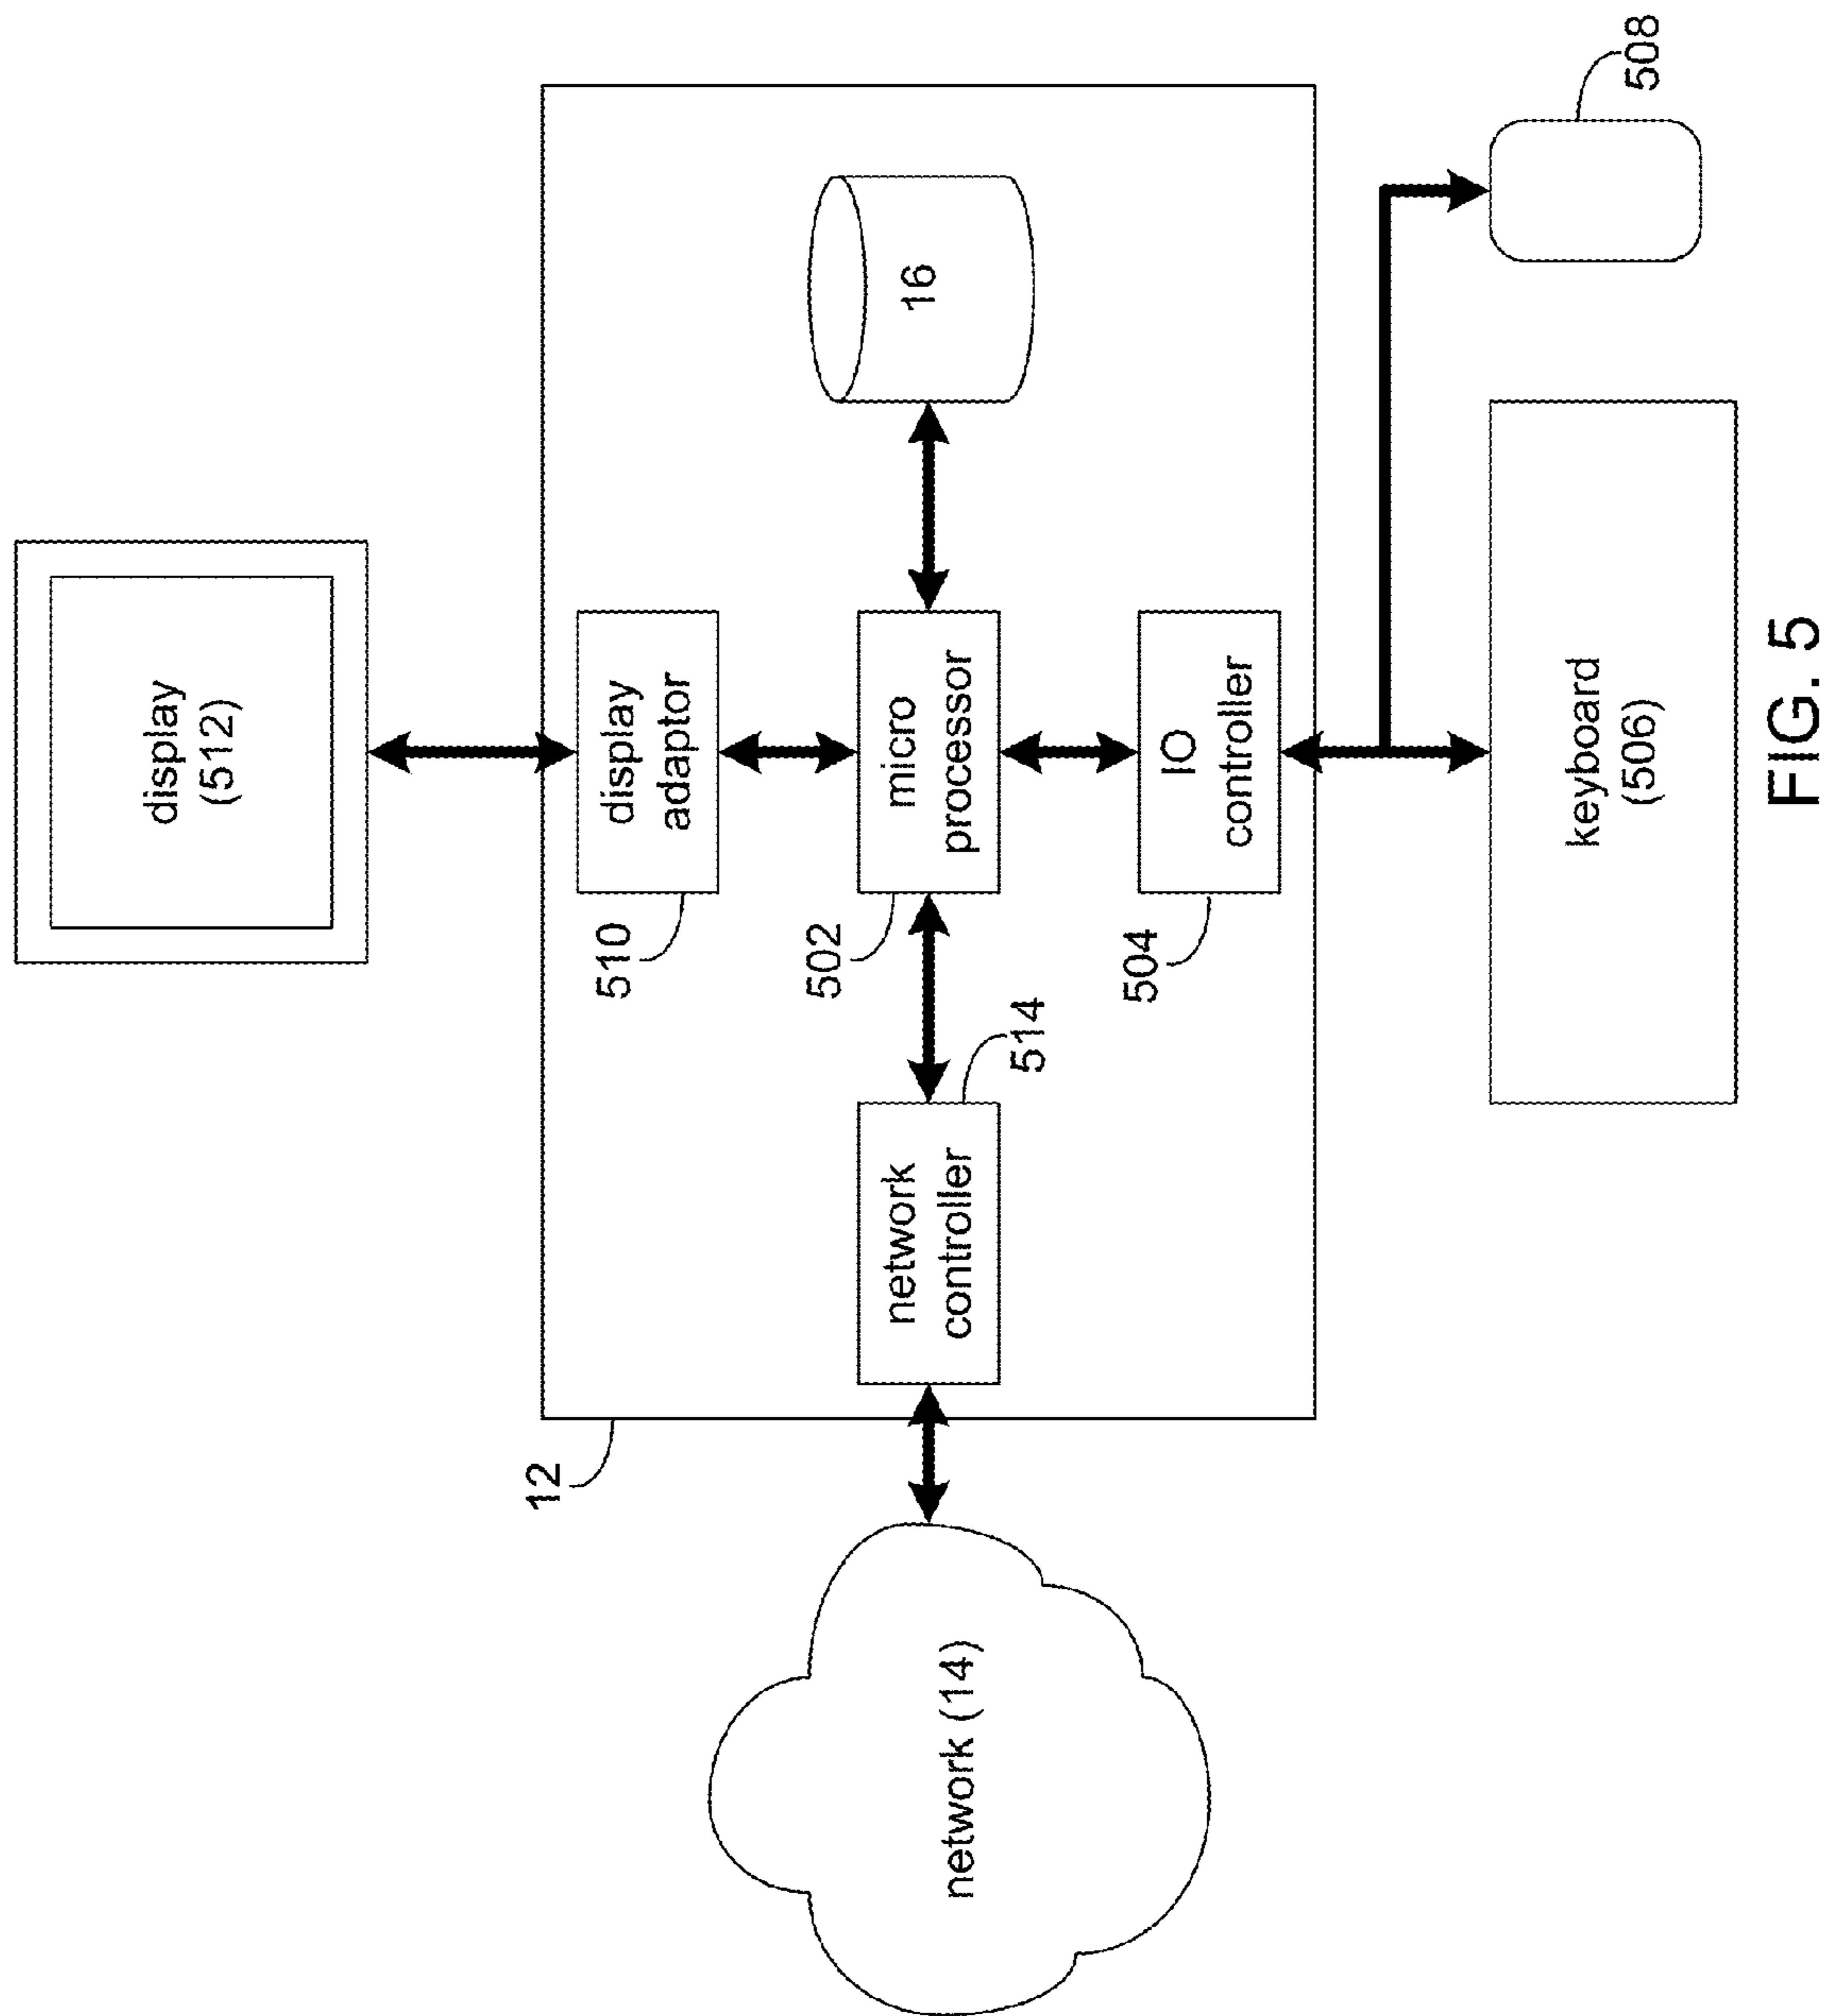 display
(512)
510
display
adaptor
12
network (14)
network
controller
514
502
micro
processor
16
504
IO
controller
keyboard
(506)
508
FIG. 5